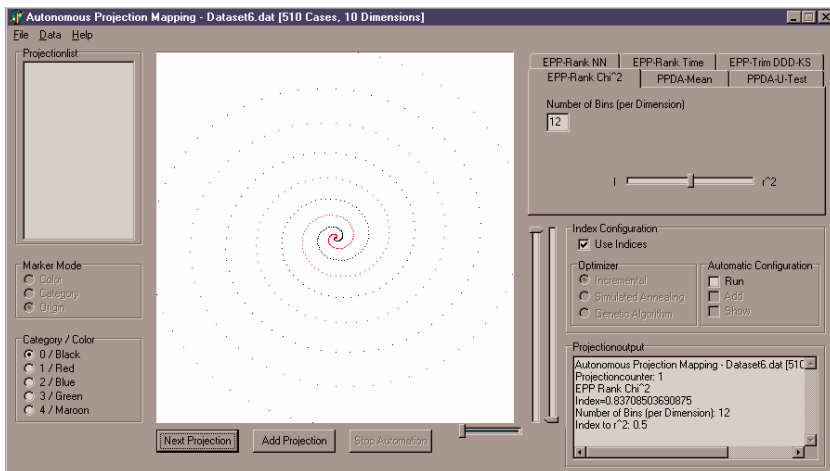 Autonomous Projection Mapping - Dataset6.dat [510 Cases, 10 Dimensions]
File Data Help
Projectionlist
Marker Mode
Color
Category
Origin
Category / Color
0 / Black
1 / Red
2 / Blue
3 / Green
4 / Maroon
Next Projection
Add Projection
Stop Automation
EPP-Rank NN
EPP-Rank Time
EPP-Trim DDD-KS
EPP-Rank Chi^2
PPDA-Mean
PPDA-U-Test
Number of Bins (per Dimension)
12
I
r^2
Index Configuration
Use Indices
Optimizer
Incremental
Simulated Annealing
Genetic Algorithm
Automatic Configuration
Run
Add
Show
Projectionoutput
Autonomous Projection Mapping - Dataset6.dat [510
Projectioncounter: 1
EPP Rank Chi^2
Index=0.83708503690875
Number of Bins (per Dimension): 12
Index to r^2: 0.5